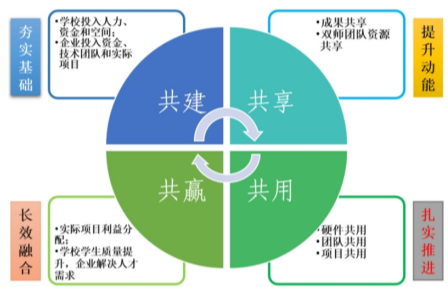 夯实基础
•学校投入人力、
资金和空间;
•企业投入资金、
技术团队和实际
项目
共建
共享
•成果共享
•双师团队资源
共享
提升动能
长效融合
•实际项目利益分
配;
•学校学生质量提
升，企业解决人才
需求
共赢
共用
•硬件共用
•团队共用
•项目共用
扎实推进